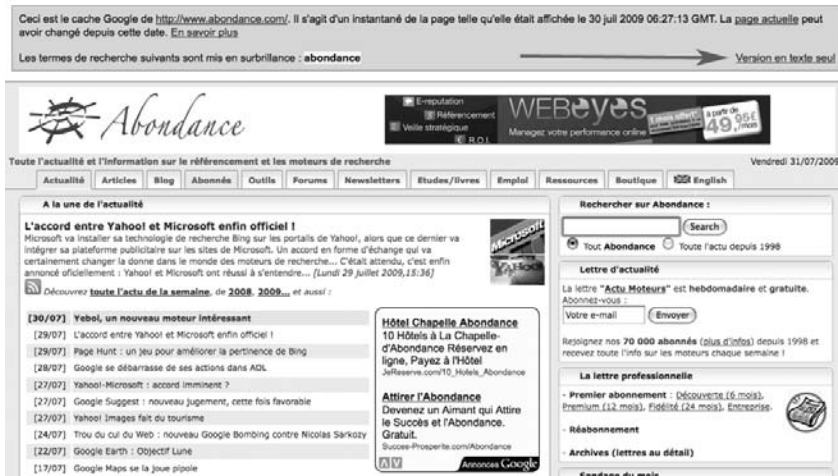 Ceci est le cache Google de http://www.abondance.com/. Il s'agit d'un instantané de la page telle qu'elle était affichée le 30 juil 2009 06:27:13 GMT. La page actuelle peut
avoir changé depuis cette date. En savoir plus
Les termes de recherche suivants sont mis en surbrillance : abondance
Version en texte seul
Abondance
E-reputation
Référencement
Veille stratégique
E R.O.I.
WEBeyes
Managez votre performance online
à partir de
49,95€
/mois
Toute l'actualité et l'information sur le référencement et les moteurs de recherche
Vendredi 31/07/2009
Actualité Articles Blog Abonnés Outils Forums Newsletters Etudes/livres Emploi Ressources Boutique English
A la une de l'actualité
L'accord entre Yahoo! et Microsoft enfin officiel !
Microsoft va installer sa technologie de recherche Bing sur les portails de Yahoo!, alors que ce dernier va
intégrer sa plateforme publicitaire sur les sites de Microsoft. Un accord en forme d'échange qui va
certainement changer la donne dans le monde des moteurs de recherche... C'était attendu, c'est enfin
annoncé oficiellement : Yahoo! et Microsoft ont réussi à s'entendre... [Lundi 29 juillet 2009,15:36]
Microsoft
YAHOO!
Découvrez toute l'actu de la semaine, de 2008, 2009... et aussi :
[30/07] Yebol, un nouveau moteur intéressant
[29/07] L'accord entre Yahoo! et Microsoft enfin officiel !
[29/07] Page Hunt : un jeu pour améliorer la pertinence de Bing
[28/07] Google se débarrasse de ses actions dans AOL
[27/07] Yahoo!-Microsoft : accord imminent ?
[27/07] Google Suggest : nouveau jugement, cette fois favorable
[27/07] Yahoo! Images fait du tourisme
[24/07] Trou du cul du Web : nouveau Google Bombing contre Nicolas Sarkozy
[22/07] Google Earth : Objectif Lune
[17/07] Google Maps se la joue pipole
Hôtel Chapelle Abondance
10 Hôtels à La Chapelle-
d'Abondance Réservez en
ligne, Payez à l'Hôtel
JeReserve.com/10_Hotels_Abondance
Attirer l'Abondance
Devenez un Aimant qui Attire
le Succès et l'Abondance.
Gratuit.
Succes-Prosperite.com/Abondance
Annonces Google
Rechercher sur Abondance :
Search
Tout Abondance Toute l'actu depuis 1998
Lettre d'actualité
La lettre "Actu Moteurs" est hebdomadaire et gratuite.
Abonnez-vous :
Votre e-mail Envoyer
Rejoignez nos 70 000 abonnés (plus d'infos) depuis 1998 et
recevez toute l'info sur les moteurs chaque semaine !
La lettre professionnelle
- Premier abonnement : Découverte (6 mois),
Premium (12 mois), Fidélité (24 mois), Entreprise.
- Réabonnement
- Archives (lettres au détail)
Sondage du mois